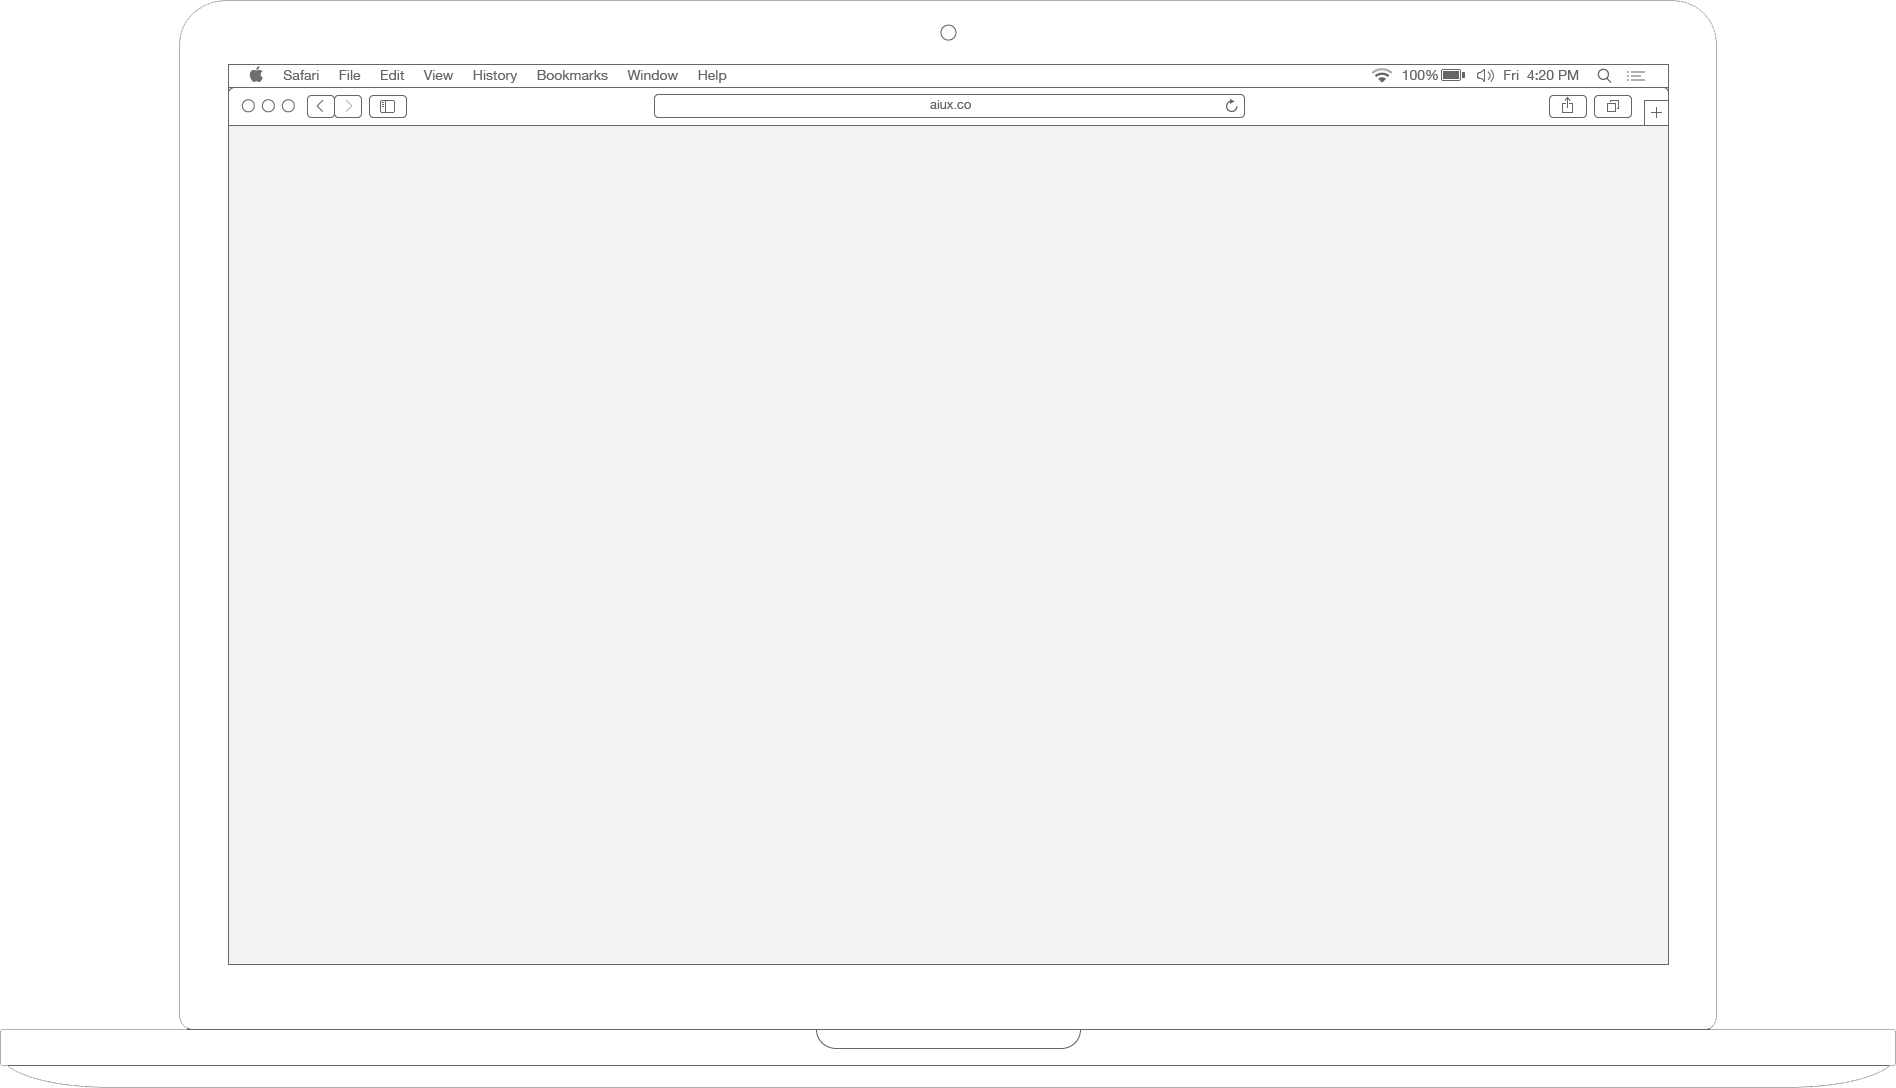 Safari File Edit View History Bookmarks Window Help 100% Fri 4:20 PM
aiux.co